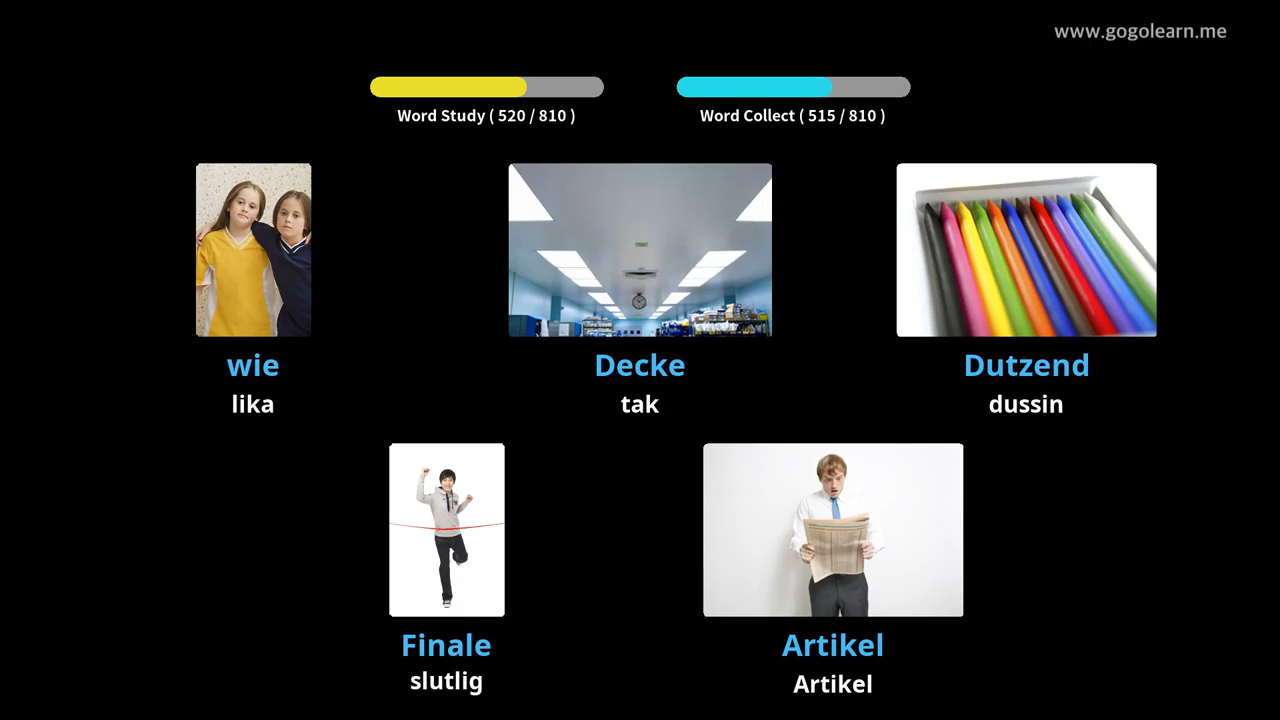 www.gogolearn.me
Word Study ( 520 / 810 )
Word Collect ( 515 / 810 )
wie
lika
Decke
tak
Dutzend
dussin
Finale
slutlig
Artikel
Artikel